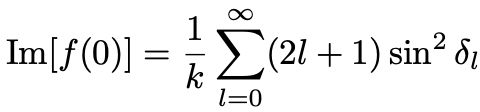 Im[f(0)] = \frac{1}{k} \sum_{l=0}^{\infty} (2l + 1) \sin^2 \delta_l